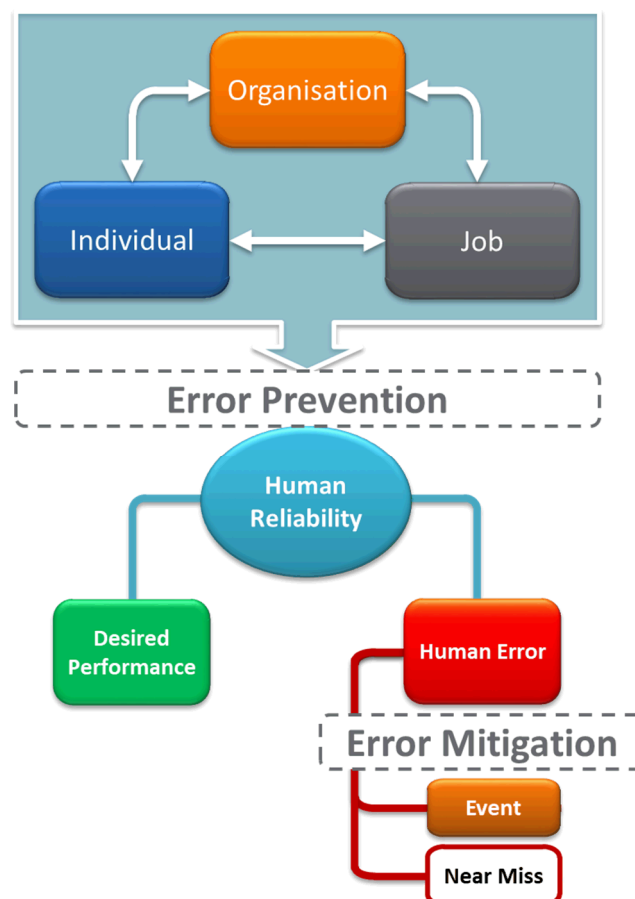 Organisation
Individual
Job
Error Prevention
Human
Reliability
Desired
Performance
Human Error
Error Mitigation
Event
Near Miss